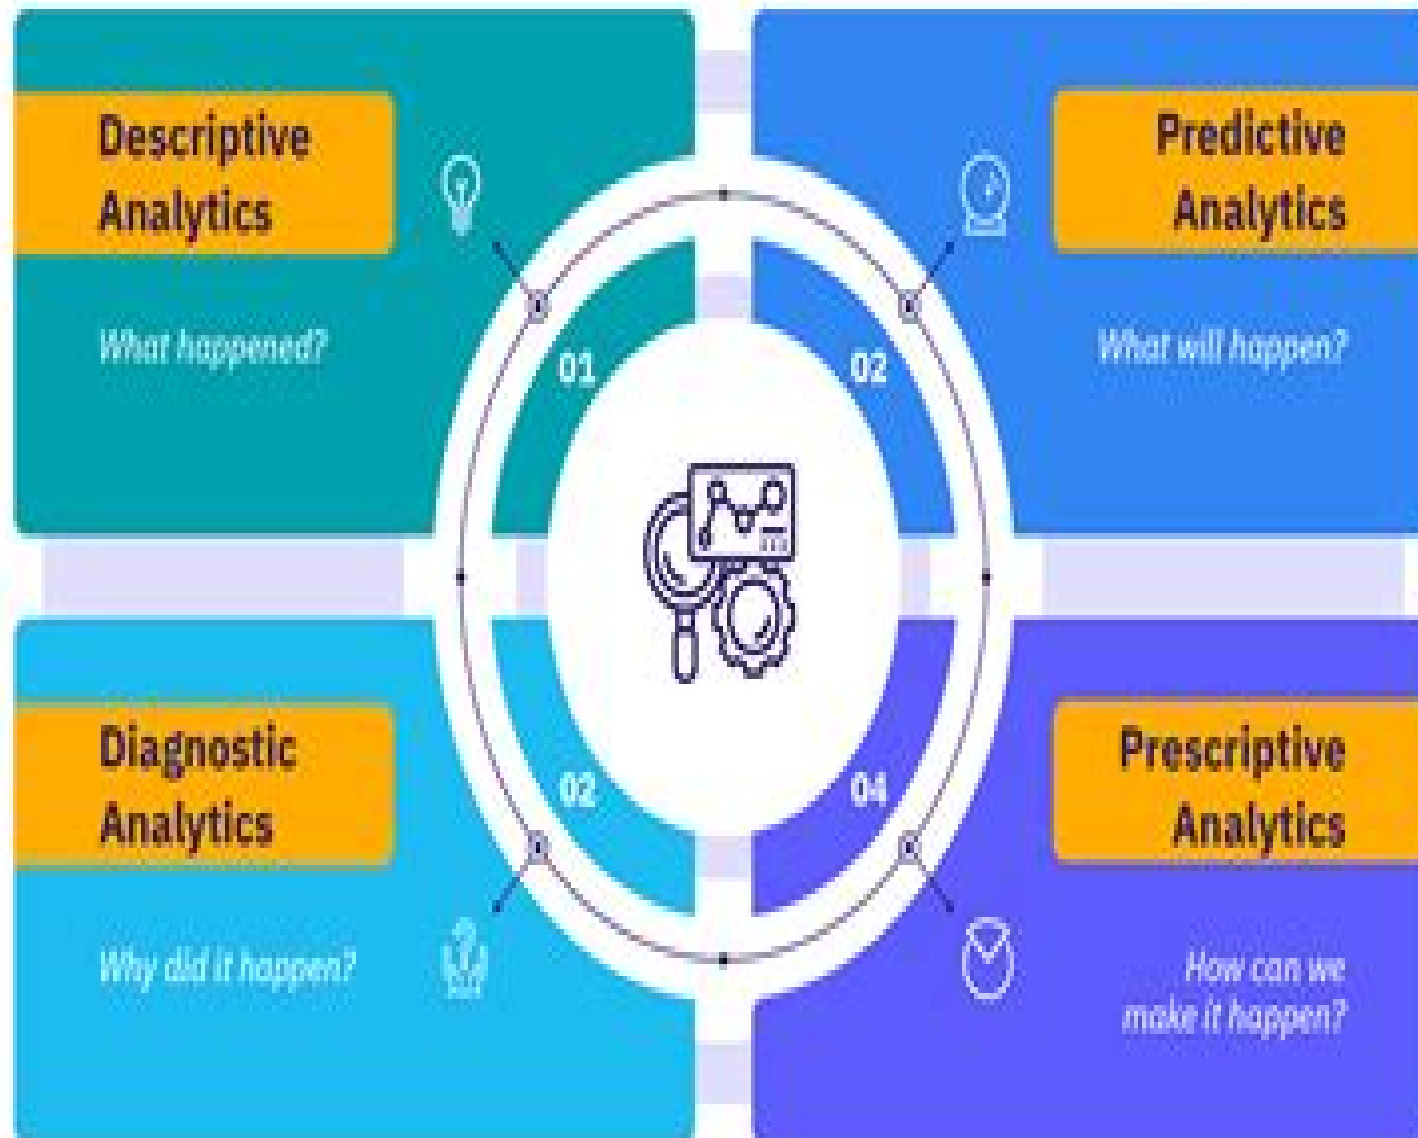 Descriptive
Analytics
What happened?
01
Predictive
Analytics
What will happen?
02
Diagnostic
Analytics
Why did it happen?
02
Prescriptive
Analytics
How can we
make it happen?
04